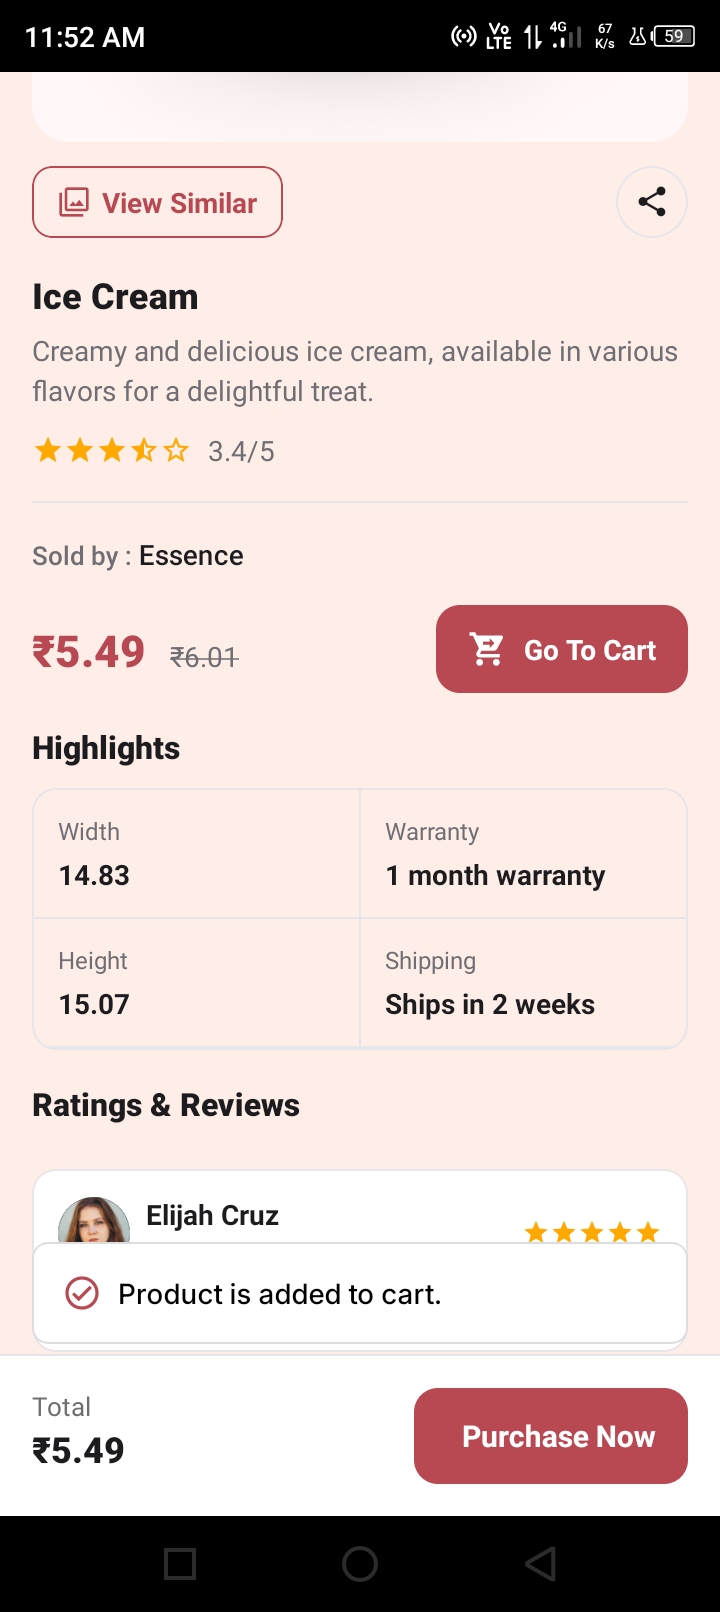 11:52 AM
Vo LTE 4G 67 K/s 59
View Similar
Ice Cream
Creamy and delicious ice cream, available in various
flavors for a delightful treat.
3.4/5
Sold by : Essence
₹5.49 ₹6.01 Go To Cart
Highlights
Width Warranty
14.83 1 month warranty
Height Shipping
15.07 Ships in 2 weeks
Ratings & Reviews
Elijah Cruz
Product is added to cart.
Total
₹5.49
Purchase Now